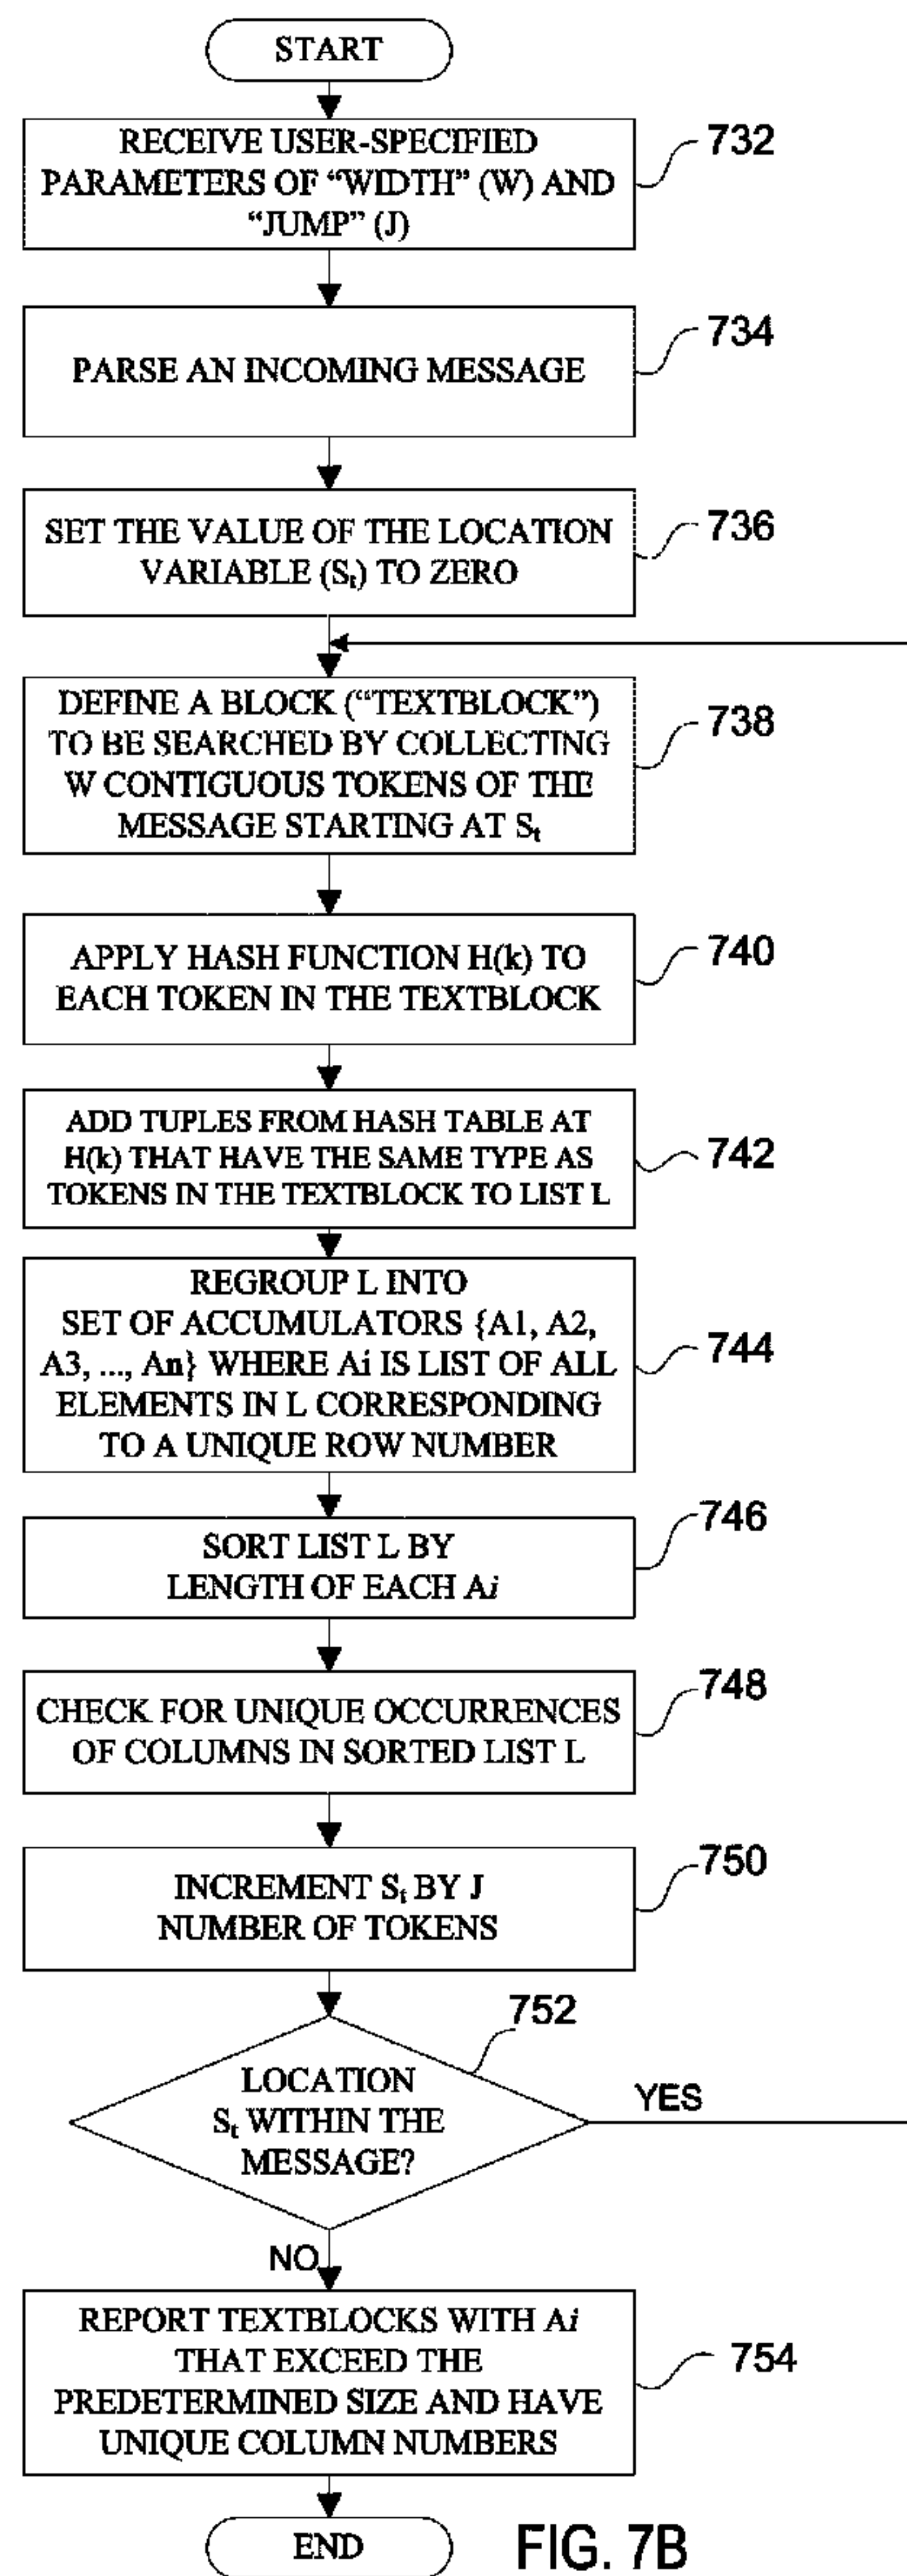 START
RECEIVE USER-SPECIFIED
PARAMETERS OF “WIDTH” (W) AND
“JUMP” (J)
732
PARSE AN INCOMING MESSAGE
734
SET THE VALUE OF THE LOCATION
VARIABLE (St) TO ZERO
736
DEFINE A BLOCK (“TEXTBLOCK”)
TO BE SEARCHED BY COLLECTING
W CONTIGUOUS TOKENS OF THE
MESSAGE STARTING AT St
738
APPLY HASH FUNCTION H(k) TO
EACH TOKEN IN THE TEXTBLOCK
740
ADD TUPLES FROM HASH TABLE AT
H(k) THAT HAVE THE SAME TYPE AS
TOKENS IN THE TEXTBLOCK TO LIST L
742
REGROUP L INTO
SET OF ACCUMULATORS {A1, A2,
A3, ..., An} WHERE Ai IS LIST OF ALL
ELEMENTS IN L CORRESPONDING
TO A UNIQUE ROW NUMBER
744
SORT LIST L BY
LENGTH OF EACH Ai
746
CHECK FOR UNIQUE OCCURRENCES
OF COLUMNS IN SORTED LIST L
748
INCREMENT St BY J
NUMBER OF TOKENS
750
752
LOCATION
St WITHIN THE
MESSAGE?
YES
NO
REPORT TEXTBLOCKS WITH Ai
THAT EXCEED THE
PREDETERMINED SIZE AND HAVE
UNIQUE COLUMN NUMBERS
754
END
FIG. 7B